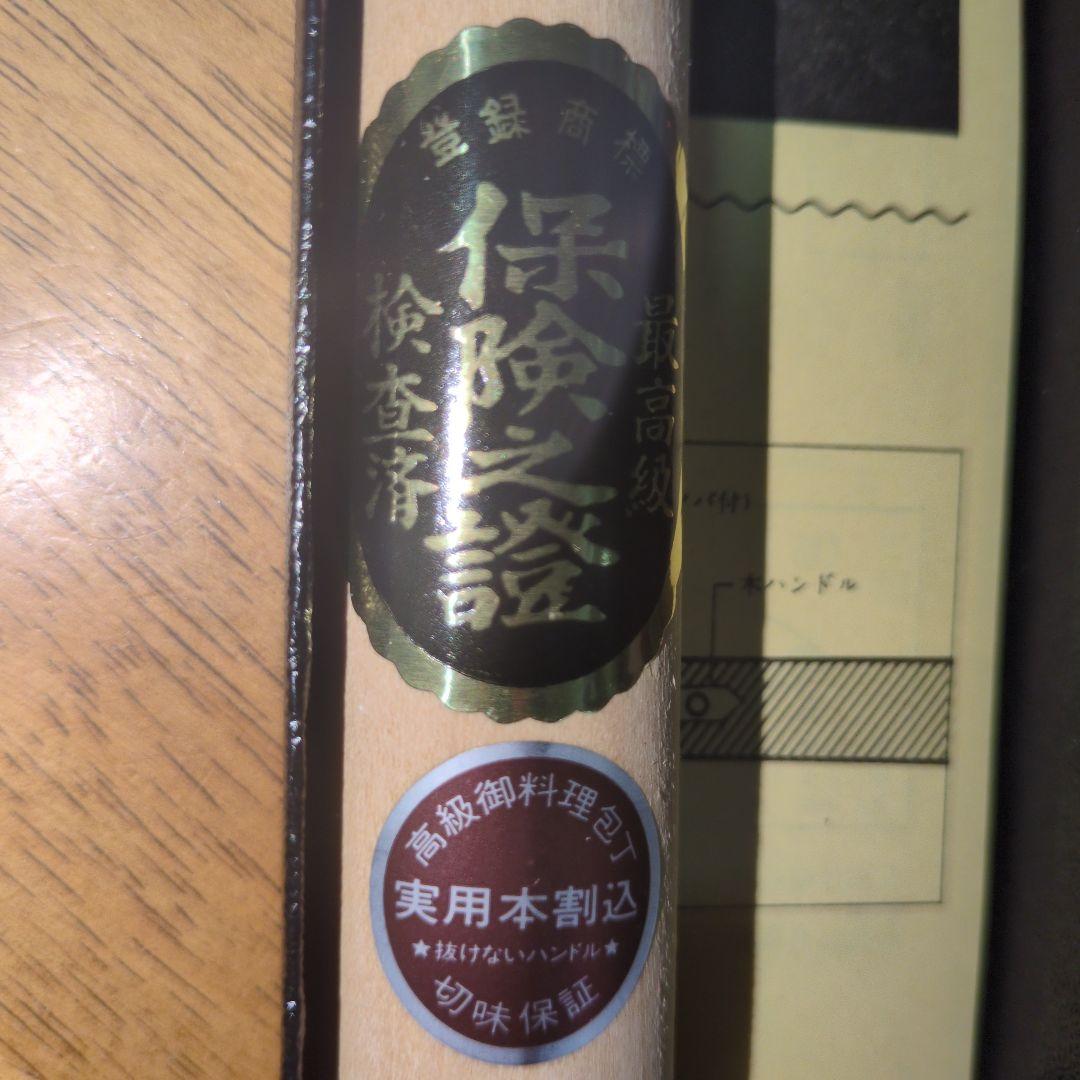 登録商標
最高級
保険之證
検査済
高級御料理包丁
実用本割込
★抜けないハンドル★
切味保証
木ハンドル